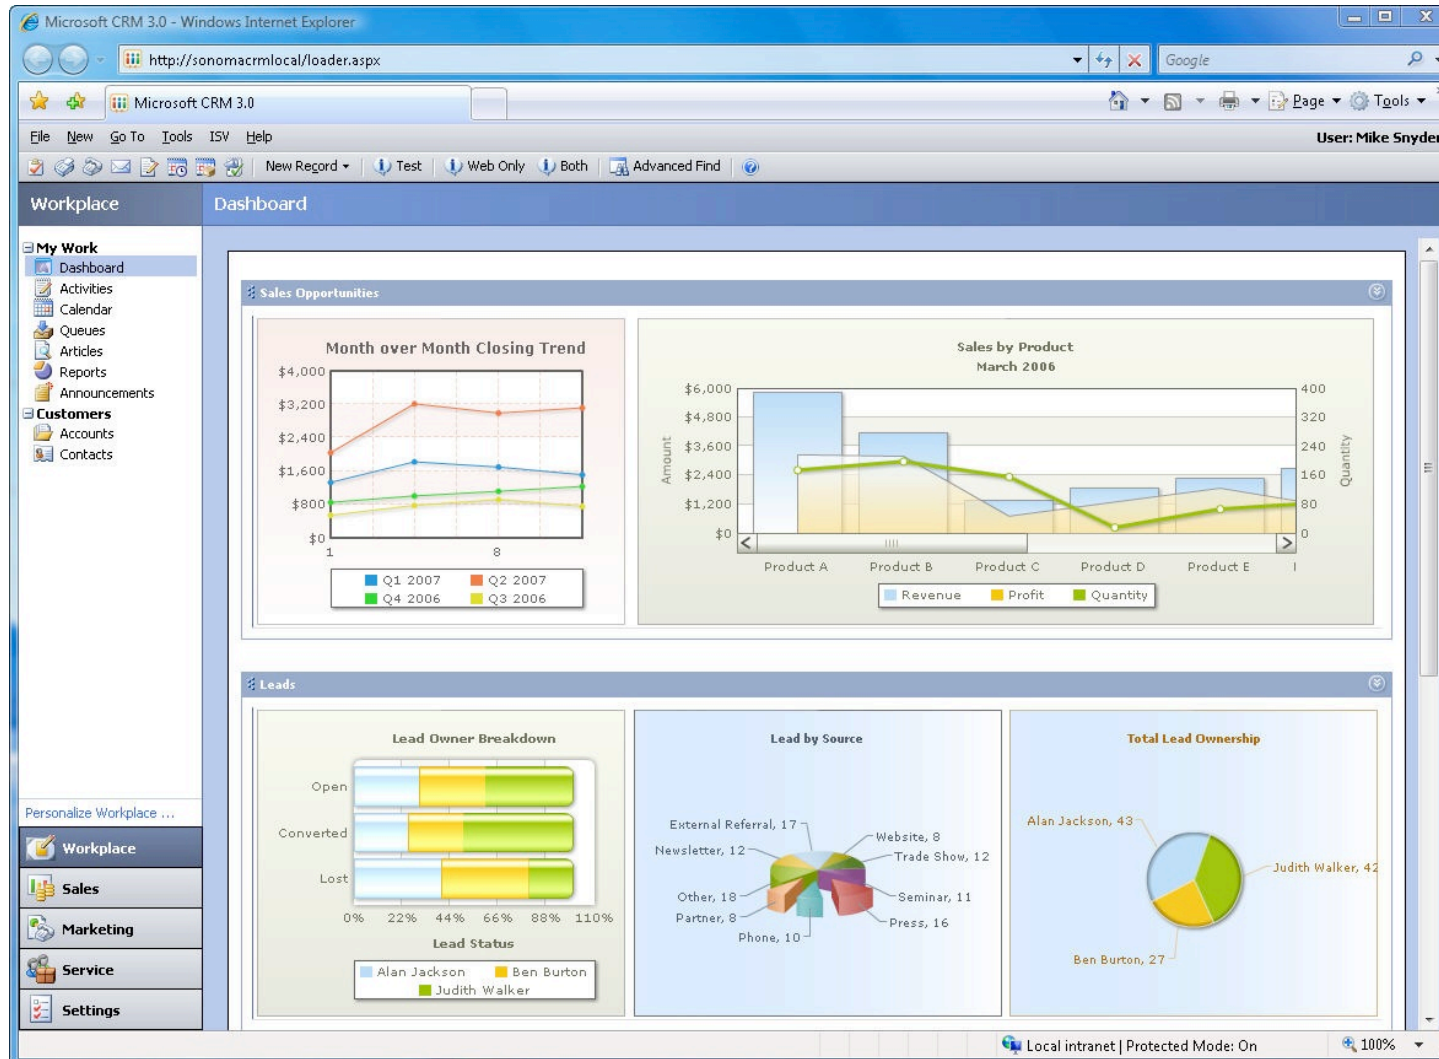 Microsoft CRM 3.0 - Windows Internet Explorer
http://sonomacrmlocal/loader.aspx
Google
Microsoft CRM 3.0
Page
Tools
File New Go To Tools ISV Help
User: Mike Snyder
New Record
Test
Web Only
Both
Advanced Find
Workplace
Dashboard
My Work
Dashboard
Activities
Calendar
Queues
Articles
Reports
Announcements
Customers
Accounts
Contacts
Personalize Workplace ...
Workplace
Sales
Marketing
Service
Settings
Sales Opportunities
Month over Month Closing Trend
$4,000
$3,200
$2,400
$1,600
$800
$0
1 8
Q1 2007 Q2 2007
Q4 2006 Q3 2006
Sales by Product
March 2006
Amount
$6,000
$4,800
$3,600
$2,400
$1,200
$0
400
320
240
160
80
0
Quantity
Product A Product B Product C Product D Product E
Revenue Profit Quantity
Leads
Lead Owner Breakdown
Open
Converted
Lost
0% 22% 44% 66% 88% 110%
Lead Status
Alan Jackson Ben Burton
Judith Walker
Lead by Source
External Referral, 17
Website, 8
Newsletter, 12
Trade Show, 12
Other, 18
Seminar, 11
Partner, 8
Press, 16
Phone, 10
Total Lead Ownership
Alan Jackson, 43
Judith Walker, 42
Ben Burton, 27
Local intranet | Protected Mode: On
100%